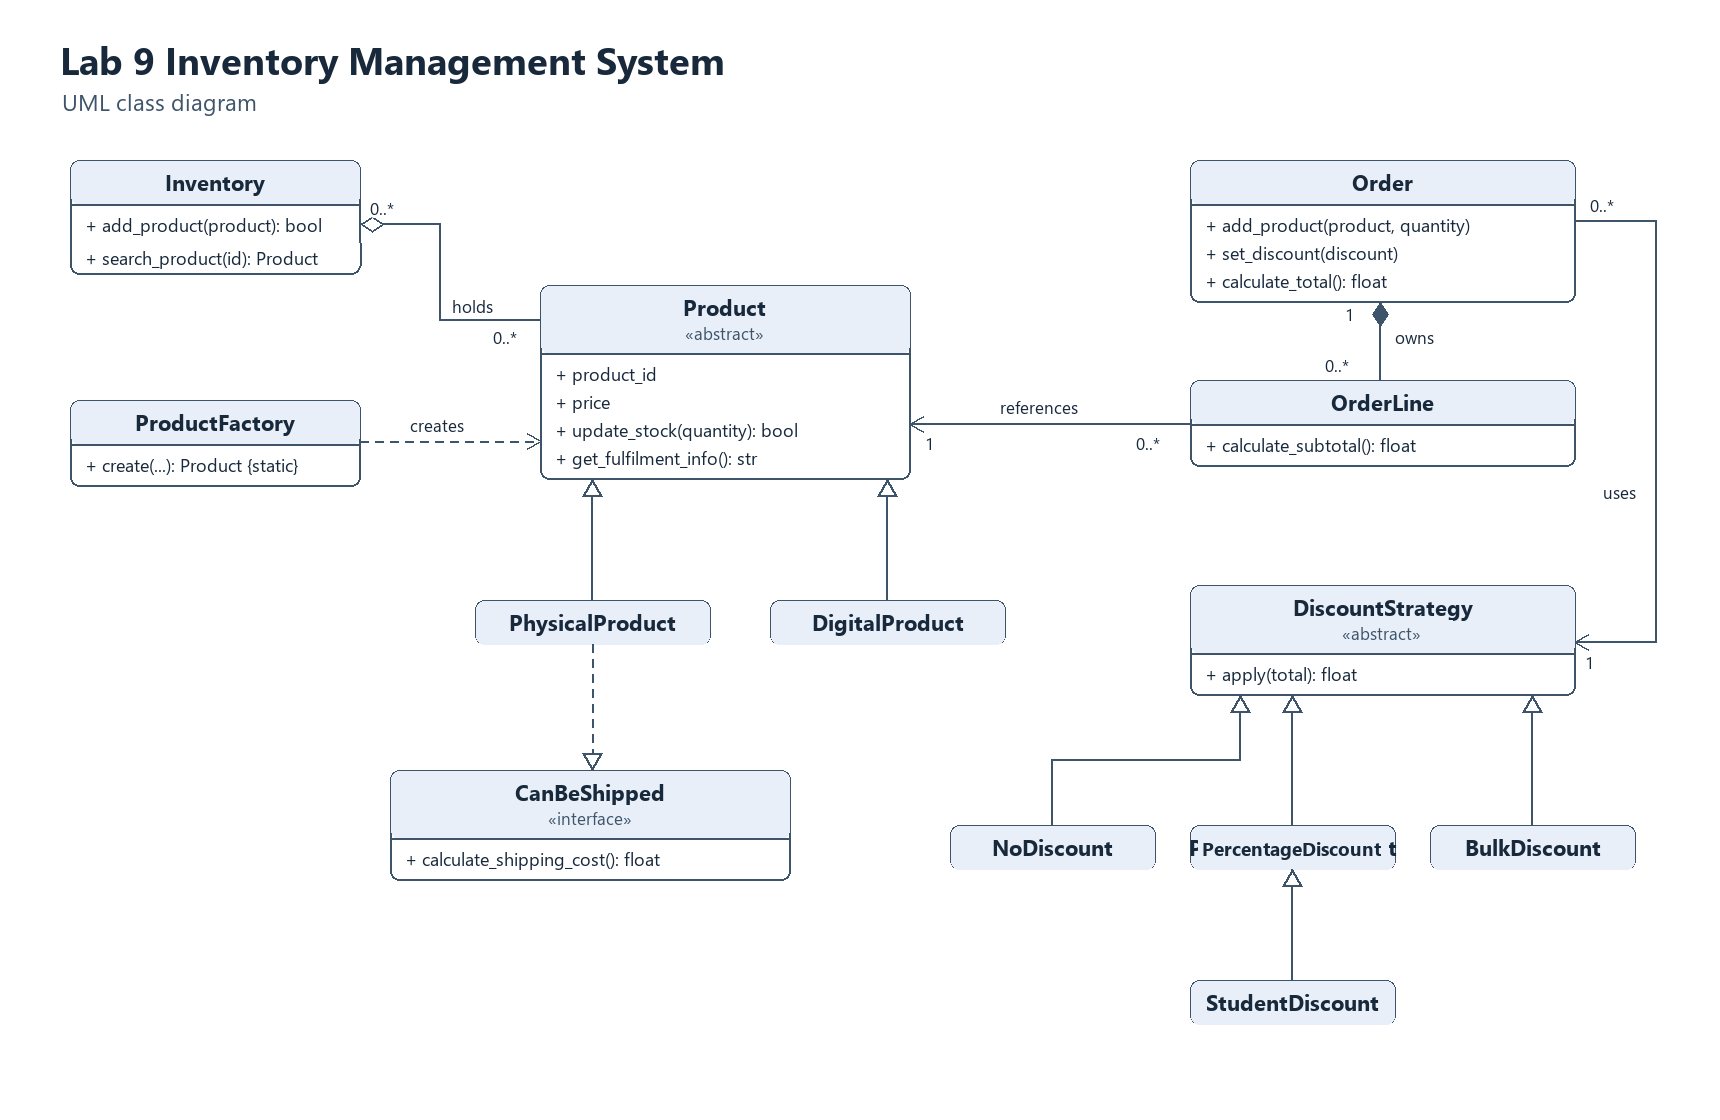 Lab 9 Inventory Management System
UML class diagram
Inventory
+ add_product(product): bool
+ search_product(id): Product
0..*
holds
0..*
Product
«abstract»
+ product_id
+ price
+ update_stock(quantity): bool
+ get_fulfilment_info(): str
Order
+ add_product(product, quantity)
+ set_discount(discount)
+ calculate_total(): float
0..*
1
owns
0..*
ProductFactory
+ create(...): Product {static}
creates
references
1
0..*
OrderLine
+ calculate_subtotal(): float
uses
PhysicalProduct
DigitalProduct
DiscountStrategy
«abstract»
+ apply(total): float
1
CanBeShipped
«interface»
+ calculate_shipping_cost(): float
NoDiscount
PercentageDiscount
BulkDiscount
StudentDiscount